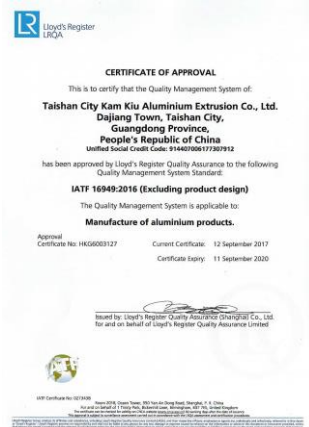 LR
Lloyd's Register
LRQA
CERTIFICATE OF APPROVAL
This is to certify that the Quality Management System of:
Taishan City Kam Kiu Aluminium Extrusion Co., Ltd.
Dajiang Town, Taishan City,
Guangdong Province,
People's Republic of China
Unified Social Credit Code: 914407006177307912
has been approved by Lloyd's Register Quality Assurance to the following
Quality Management System Standard:
IATF 16949:2016 (Excluding product design)
The Quality Management System is applicable to:
Manufacture of aluminium products.
Approval
Certificate No: HKG6003127
Current Certificate: 12 September 2017
Certificate Expiry: 11 September 2020
Issued by: Lloyd's Register Quality Assurance (Shanghai) Co., Ltd.
for and on behalf of Lloyd's Register Quality Assurance Limited
IATF Certificate No: 0273436